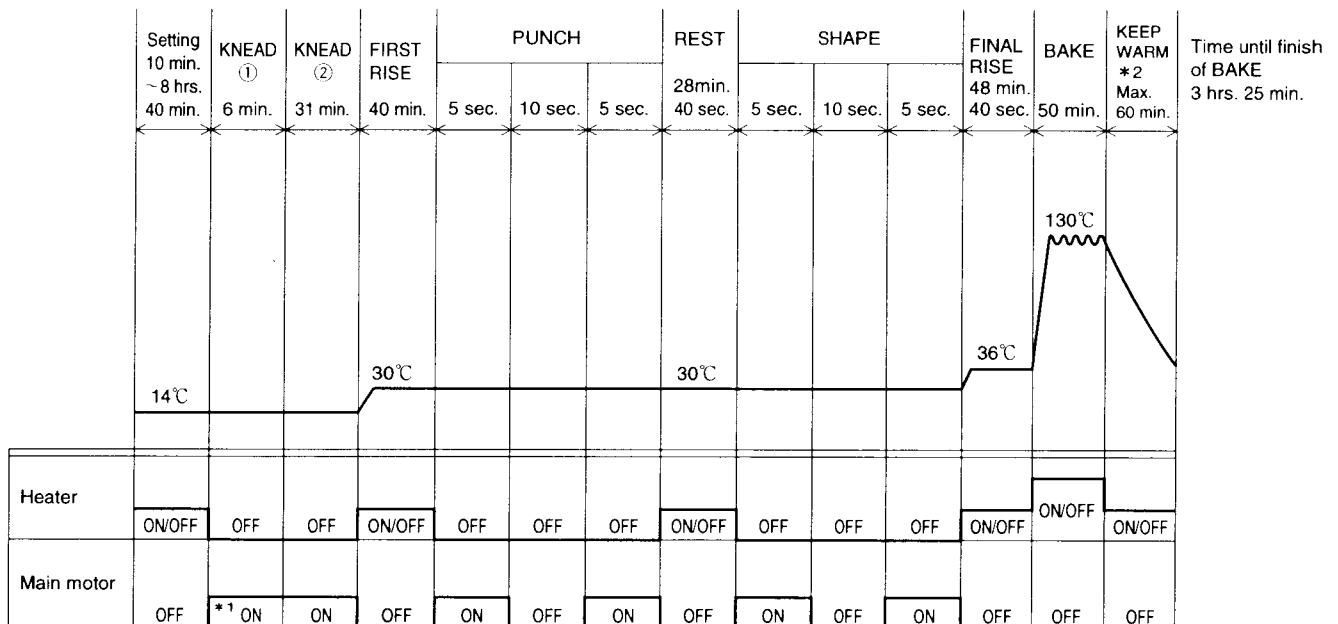 Setting
10 min.
~8 hrs.
40 min.
KNEAD
①
6 min.
KNEAD
②
31 min.
FIRST
RISE
40 min.
PUNCH
5 sec.
10 sec.
5 sec.
REST
28min.
40 sec.
SHAPE
5 sec.
10 sec.
5 sec.
FINAL
RISE
48 min.
40 sec.
BAKE
50 min.
KEEP
WARM
*2
Max.
60 min.
Time until finish
of BAKE
3 hrs. 25 min.
130℃
36℃
30℃
30℃
14℃
Heater
ON/OFF OFF OFF ON/OFF OFF OFF OFF ON/OFF OFF OFF OFF ON/OFF ON/OFF ON/OFF
Main motor
OFF *1 ON ON OFF ON OFF ON OFF ON OFF ON OFF OFF OFF